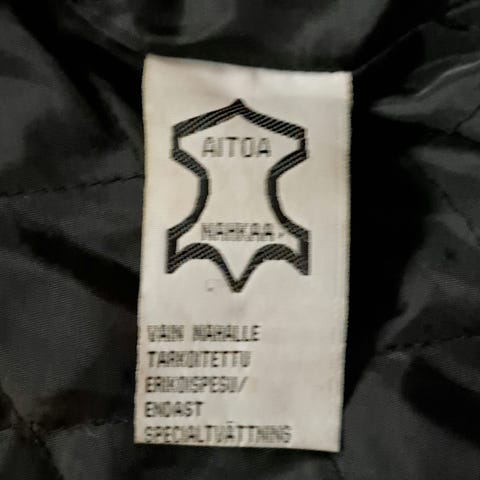 AITOA
NAHKAA
VAIN NAHALLE
TARKOITETTU
ERIKOISPESU/
ENDAST
SPECIALTVÄTTNING